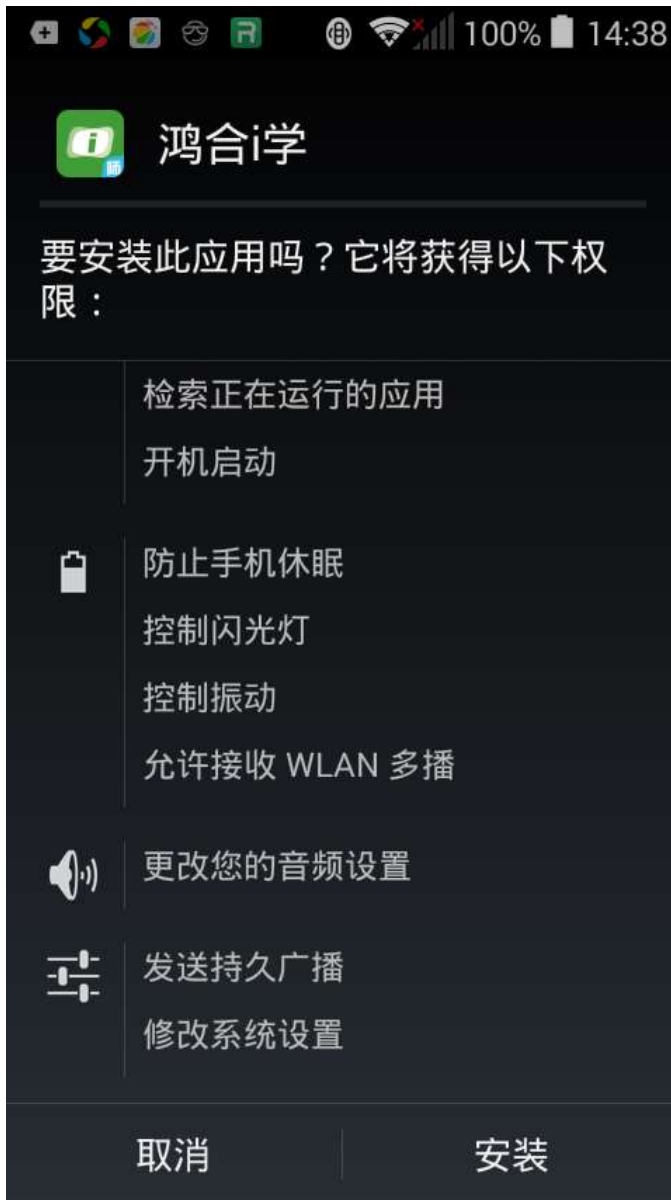 100% 14:38
师
鸿合i学
要安装此应用吗？它将获得以下权
限：
检索正在运行的应用
开机启动
防止手机休眠
控制闪光灯
控制振动
允许接收 WLAN 多播
更改您的音频设置
发送持久广播
修改系统设置
取消 安装